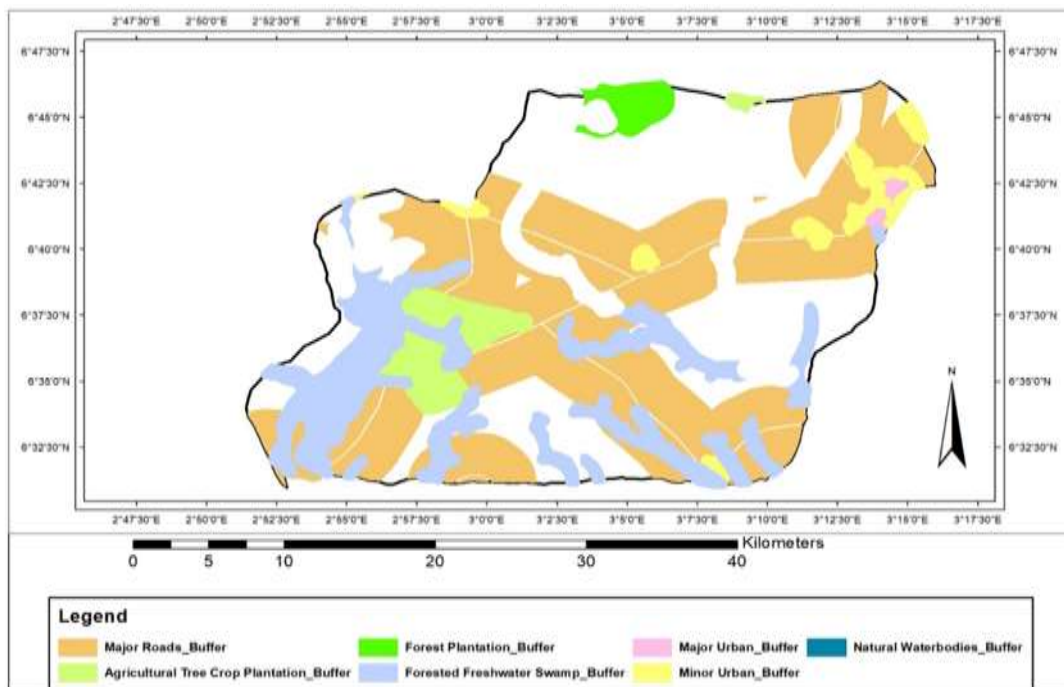 2°47'30"E 2°50'0"E 2°52'30"E 2°55'0"E 2°57'30"E 3°0'0"E 3°2'30"E 3°5'0"E 3°7'30"E 3°10'0"E 3°12'30"E 3°15'0"E 3°17'30"E
6°47'30"N 6°47'30"N
6°45'0"N 6°45'0"N
6°42'30"N 6°42'30"N
6°40'0"N 6°40'0"N
6°37'30"N 6°37'30"N
6°35'0"N 6°35'0"N
N
6°32'30"N 6°32'30"N
2°47'30"E 2°50'0"E 2°52'30"E 2°55'0"E 2°57'30"E 3°0'0"E 3°2'30"E 3°5'0"E 3°7'30"E 3°10'0"E 3°12'30"E 3°15'0"E 3°17'30"E
Kilometers
0 5 10 20 30 40
Legend
Major Roads_Buffer Forest Plantation_Buffer Major Urban_Buffer Natural Waterbodies_Buffer
Agricultural Tree Crop Plantation_Buffer Forested Freshwater Swamp_Buffer Minor Urban_Buffer